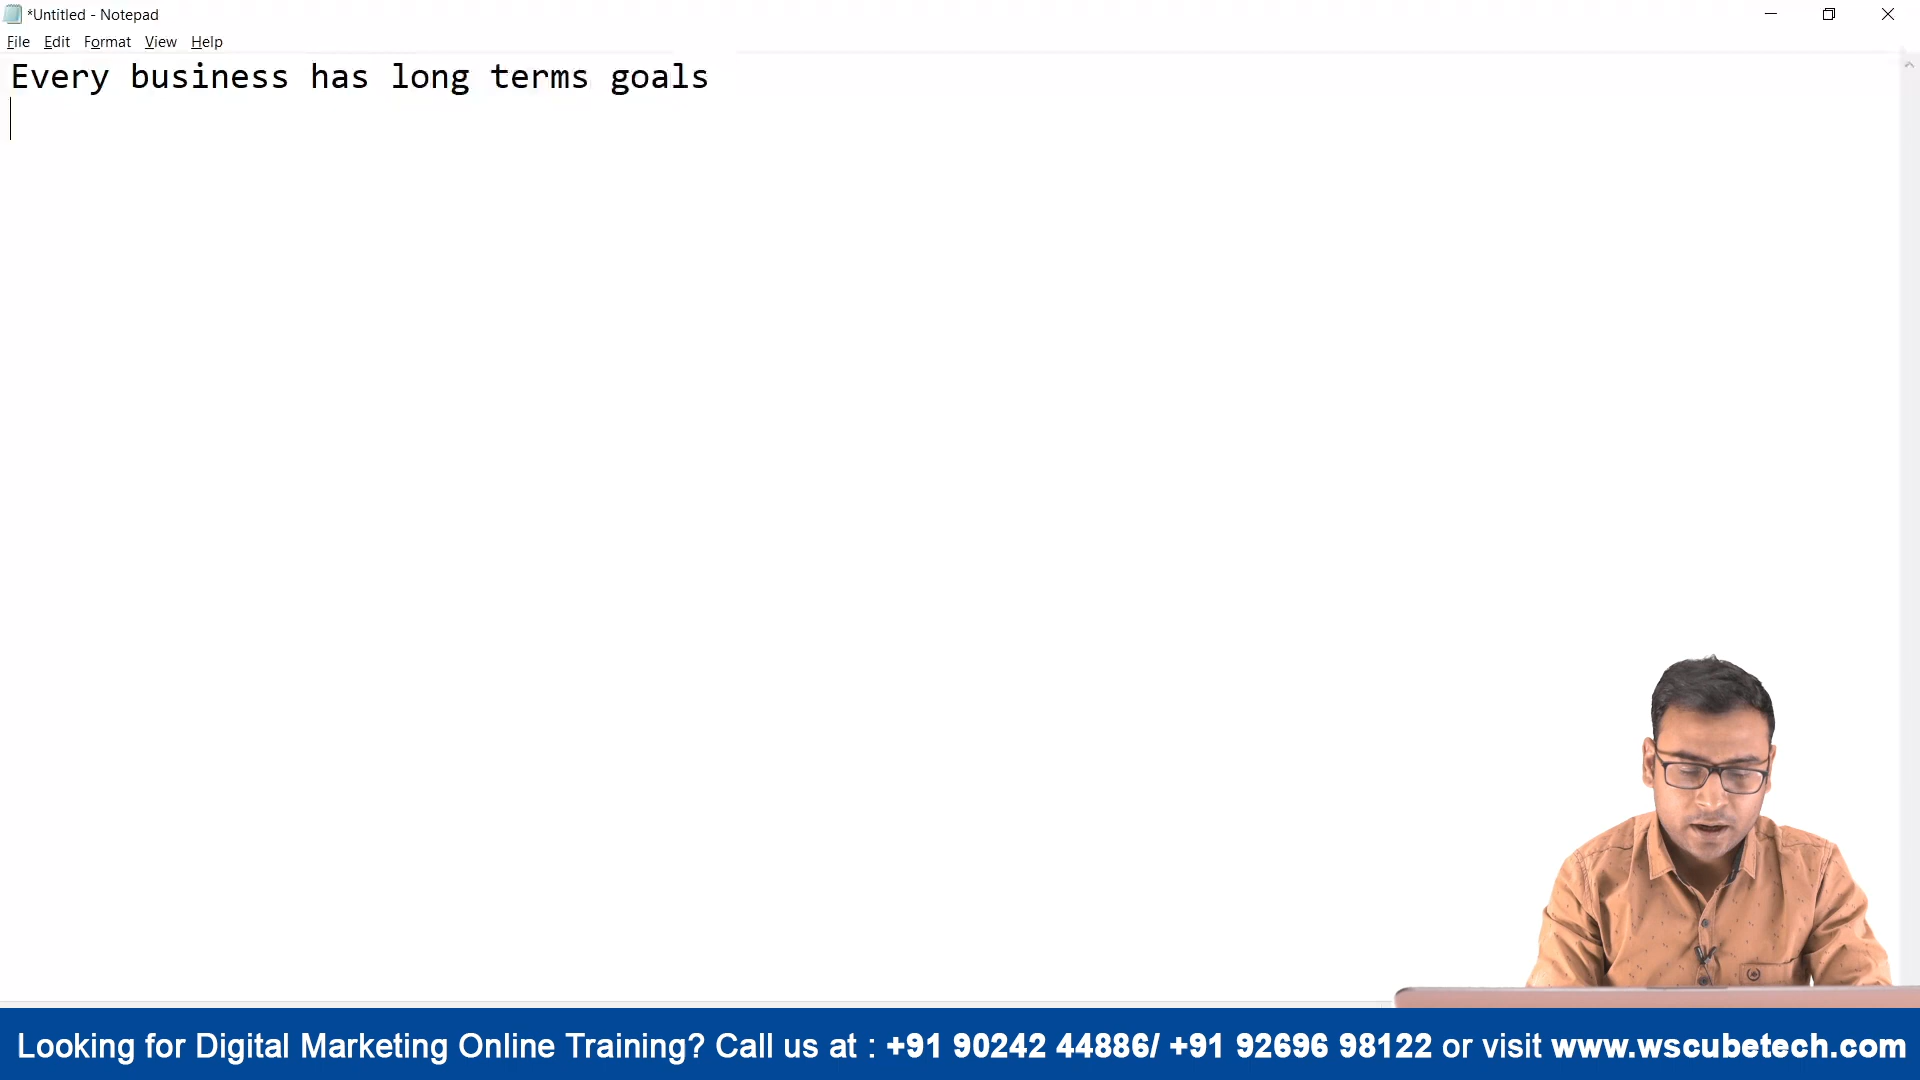 *Untitled - Notepad
File Edit Format View Help
Every business has long terms goals
Looking for Digital Marketing Online Training? Call us at : +91 90242 44886/ +91 92696 98122 or visit www.wscubetech.com